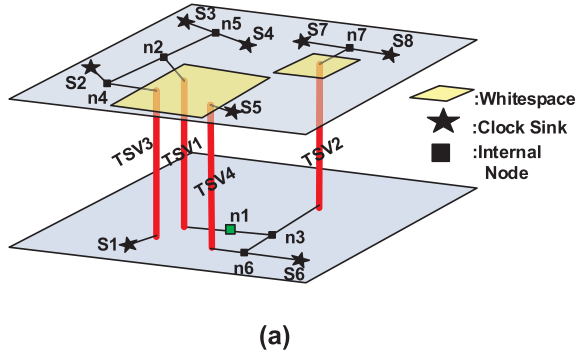 S3
n5
S7
n2
S4
n7
S8
S2
n4
S5
:Whitespace
:Clock Sink
:Internal
Node
TSV3
TSV1
TSV4
TSV2
n1
S1
n3
n6
S6
(a)